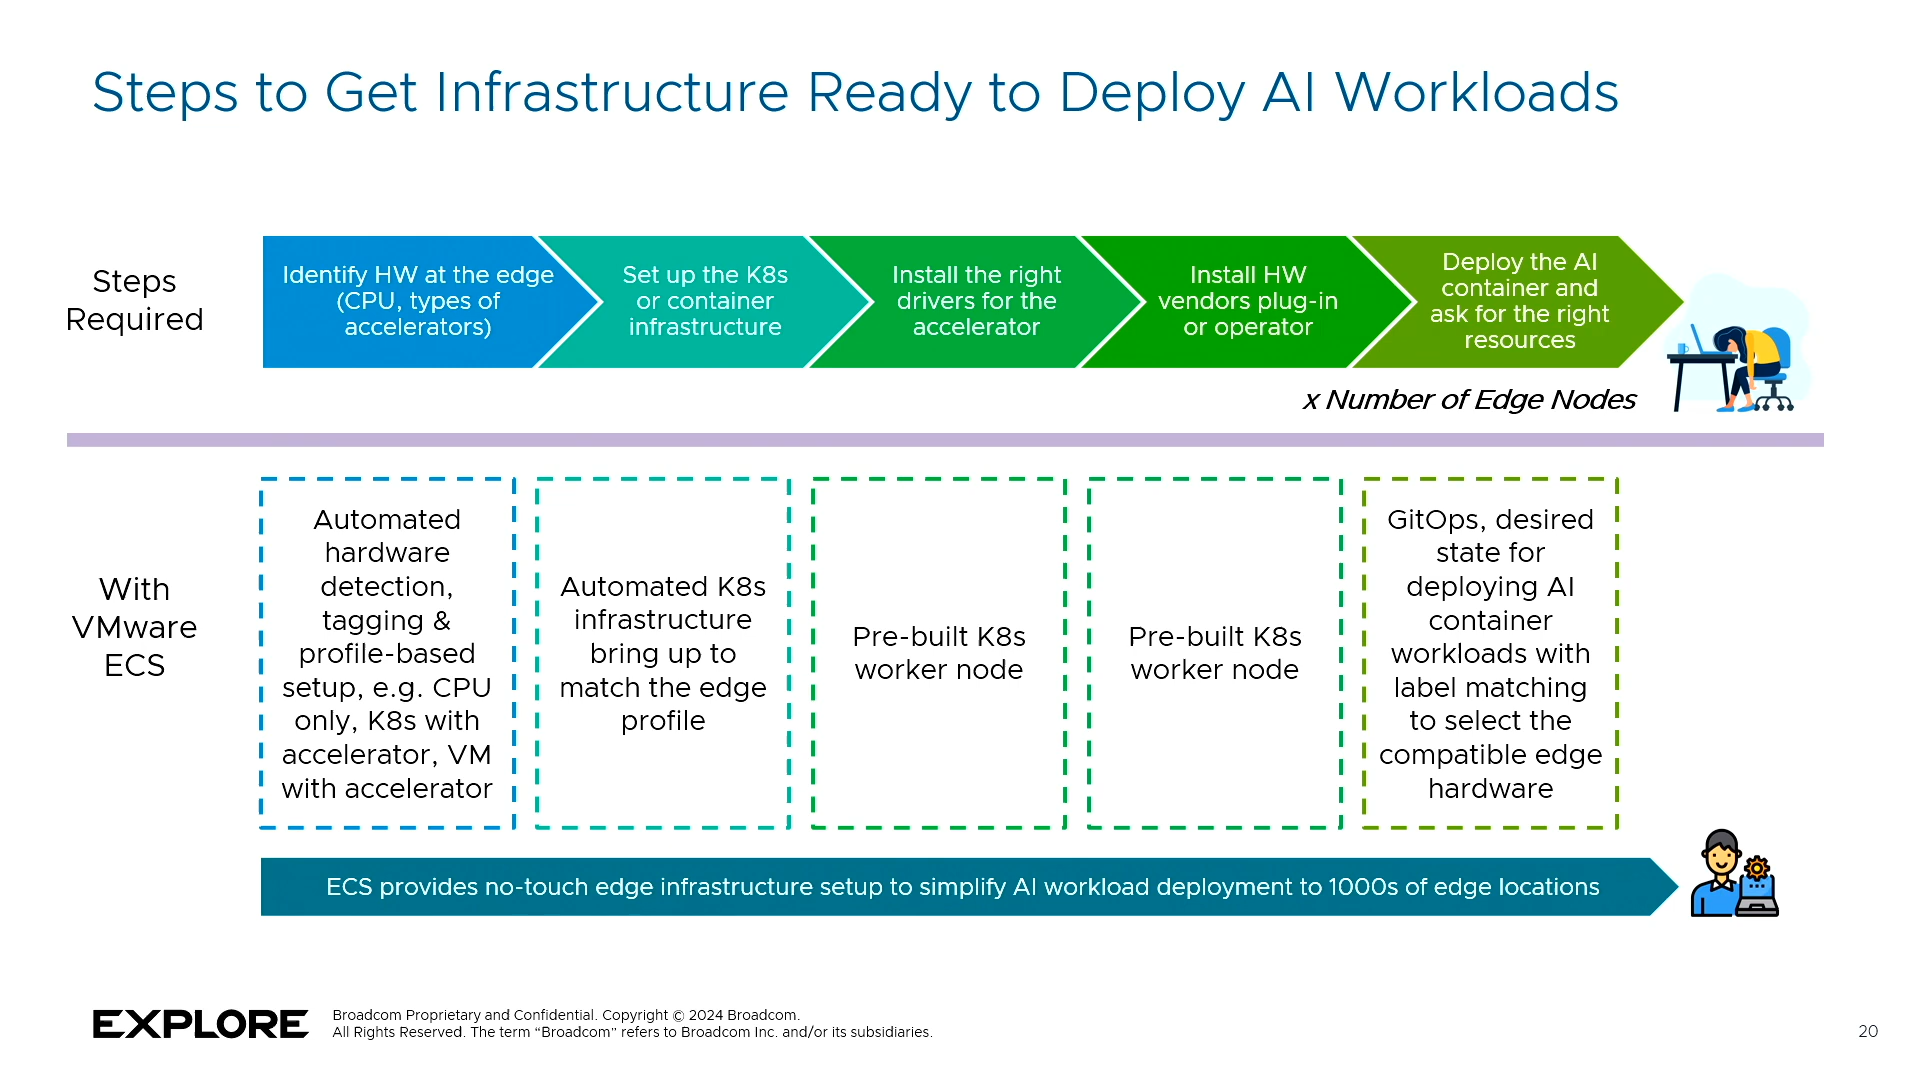 Steps to Get Infrastructure Ready to Deploy AI Workloads
Steps
Required
Identify HW at the edge
(CPU, types of
accelerators)
Set up the K8s
or container
infrastructure
Install the right
drivers for the
accelerator
Install HW
vendors plug-in
or operator
Deploy the AI
container and
ask for the right
resources
x Number of Edge Nodes
With
VMware
ECS
Automated
hardware
detection,
tagging &
profile-based
setup, e.g. CPU
only, K8s with
accelerator, VM
with accelerator
Automated K8s
infrastructure
bring up to
match the edge
profile
Pre-built K8s
worker node
Pre-built K8s
worker node
GitOps, desired
state for
deploying AI
container
workloads with
label matching
to select the
compatible edge
hardware
ECS provides no-touch edge infrastructure setup to simplify AI workload deployment to 1000s of edge locations
EXPLORE
Broadcom Proprietary and Confidential. Copyright © 2024 Broadcom.
All Rights Reserved. The term “Broadcom” refers to Broadcom Inc. and/or its subsidiaries.
20